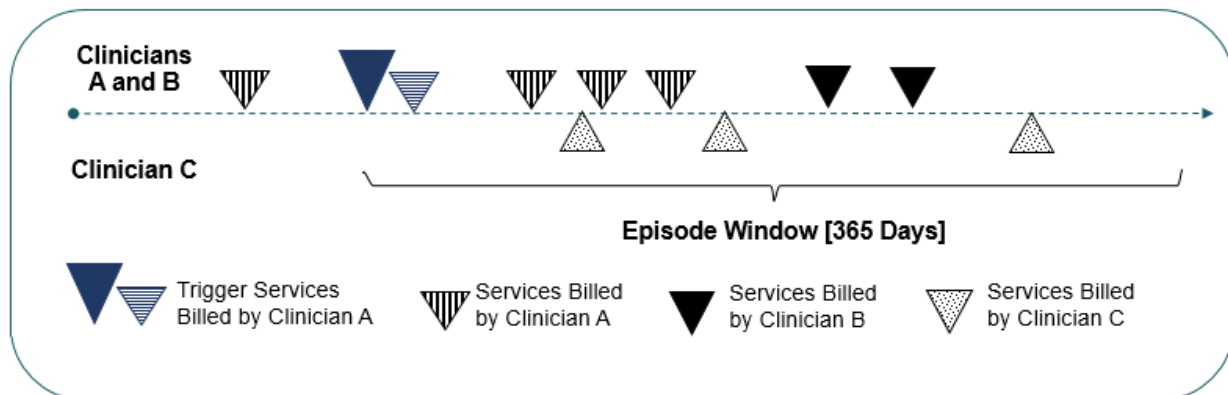 Clinicians
A and B
Clinician C
Episode Window [365 Days]
Trigger Services
Billed by Clinician A
Services Billed
by Clinician A
Services Billed
by Clinician B
Services Billed
by Clinician C